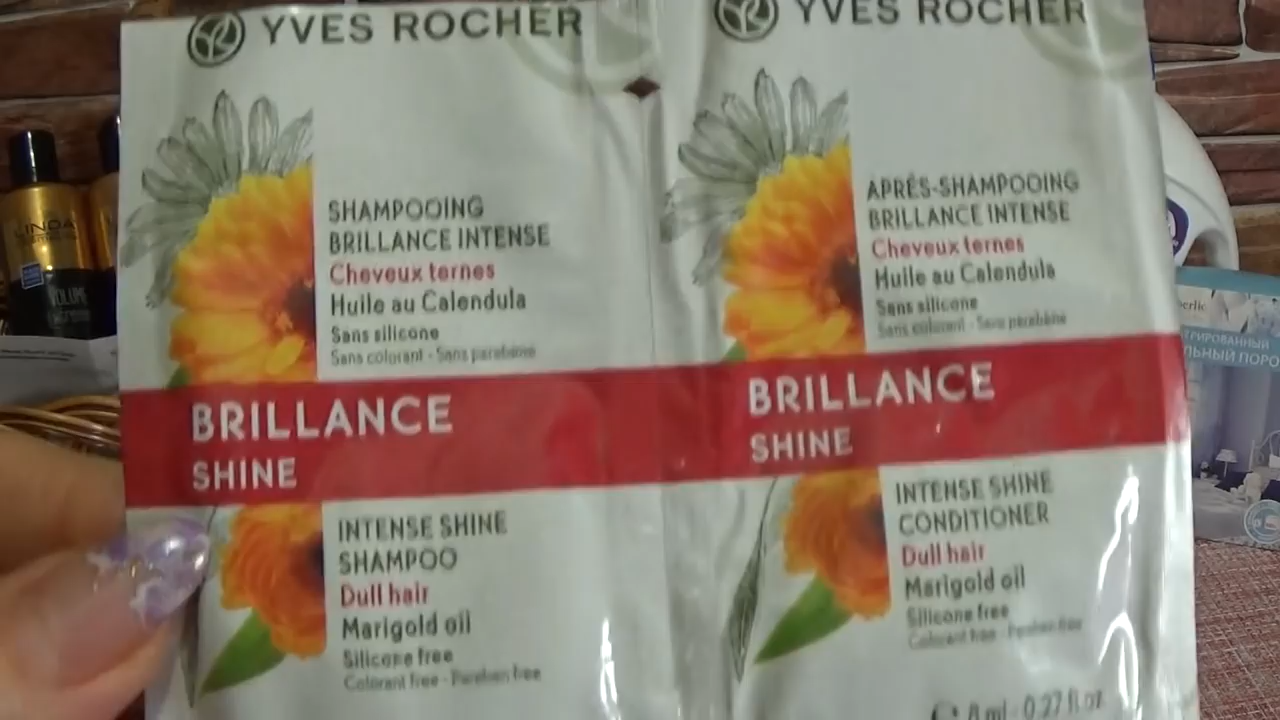 YVES ROCHER
SHAMPOOING
BRILLANCE INTENSE
Cheveux ternes
Huile au Calendula
Sans silicone
Sans colorant - Sans parabène
BRILLANCE
SHINE
INTENSE SHINE
SHAMPOO
Dull hair
Marigold oil
Silicone free
Colorant free - Paraben free
YVES ROCHER
APRÈS-SHAMPOOING
BRILLANCE INTENSE
Cheveux ternes
Huile au Calendula
Sans silicone
Sans colorant - Sans parabène
BRILLANCE
SHINE
INTENSE SHINE
CONDITIONER
Dull hair
Marigold oil
Silicone free
Colorant free - Paraben free
8 ml - 0.27 fl.oz
VOLUME